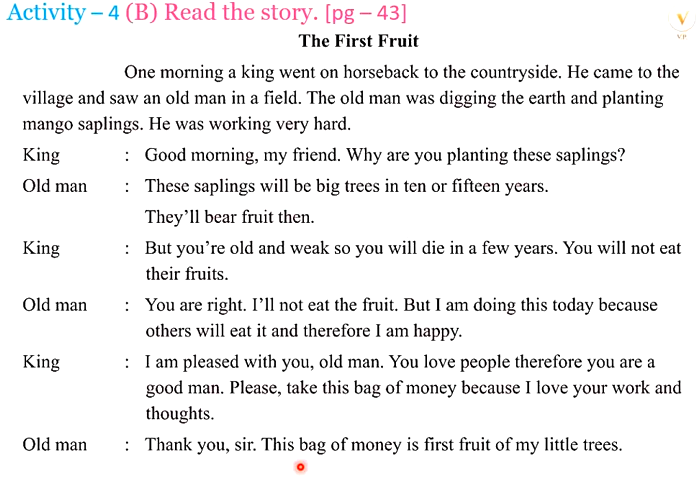 Activity – 4 (B) Read the story. [pg – 43]
V
VP
The First Fruit
One morning a king went on horseback to the countryside. He came to the
village and saw an old man in a field. The old man was digging the earth and planting
mango saplings. He was working very hard.
King : Good morning, my friend. Why are you planting these saplings?
Old man : These saplings will be big trees in ten or fifteen years.
They'll bear fruit then.
King : But you're old and weak so you will die in a few years. You will not eat
their fruits.
Old man : You are right. I'll not eat the fruit. But I am doing this today because
others will eat it and therefore I am happy.
King : I am pleased with you, old man. You love people therefore you are a
good man. Please, take this bag of money because I love your work and
thoughts.
Old man : Thank you, sir. This bag of money is first fruit of my little trees.